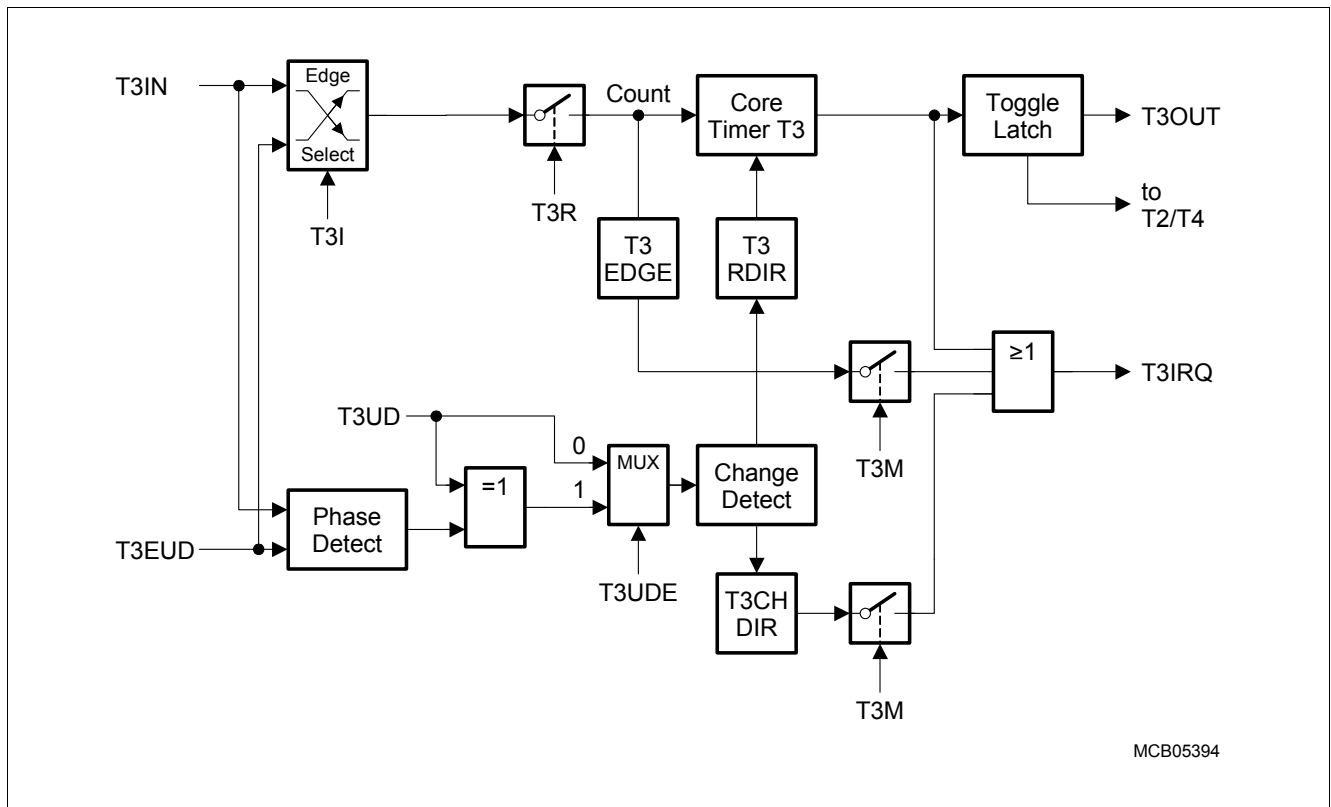 T3IN
Edge
Select
T3I
T3R
Count
Core
Timer T3
Toggle
Latch
T3OUT
to
T2/T4
T3
EDGE
T3
RDIR
≥1
T3IRQ
T3M
T3UD
0
1
MUX
=1
Change
Detect
Phase
Detect
T3EUD
T3UDE
T3CH
DIR
T3M
MCB05394